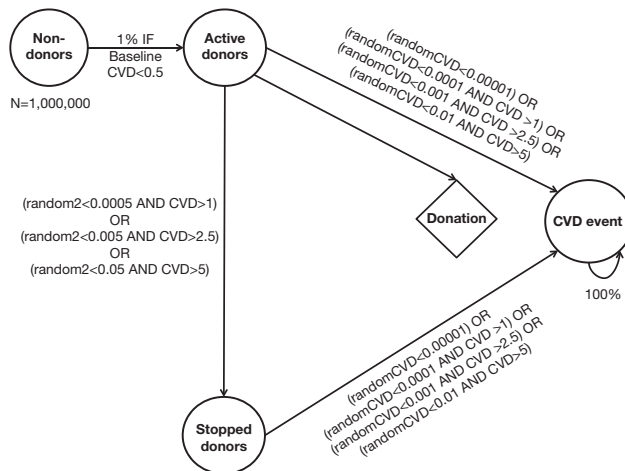 Non-
donors
1% IF
Baseline
CVD<0.5
Active
donors
N=1,000,000
(randomCVD<0.00001) OR
(randomCVD<0.0001 AND CVD >1) OR
(randomCVD<0.001 AND CVD >2.5) OR
(randomCVD<0.01 AND CVD>5)
(random2<0.0005 AND CVD>1)
OR
(random2<0.005 AND CVD>2.5)
OR
(random2<0.05 AND CVD>5)
Donation
CVD event
100%
(randomCVD<0.00001) OR
(randomCVD<0.0001 AND CVD >1) OR
(randomCVD<0.001 AND CVD >2.5) OR
(randomCVD<0.01 AND CVD>5)
Stopped
donors